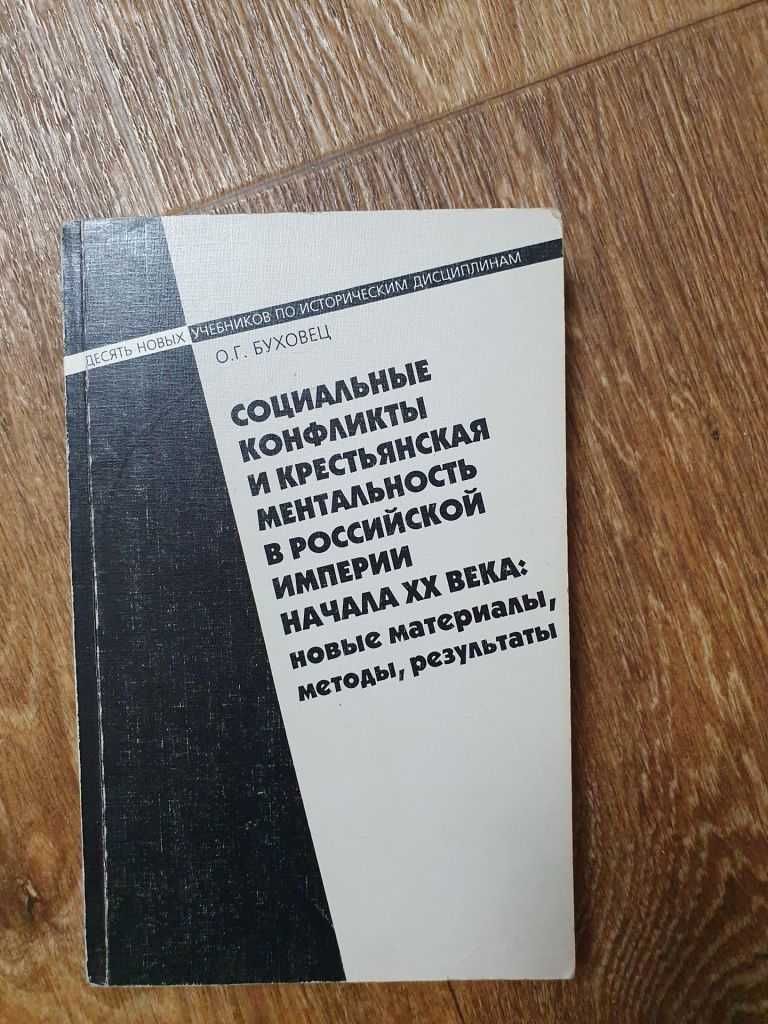 ДЕСЯТЬ НОВЫХ УЧЕБНИКОВ ПО ИСТОРИЧЕСКИМ ДИСЦИПЛИНАМ
О.Г. БУХОВЕЦ
СОЦИАЛЬНЫЕ
КОНФЛИКТЫ
И КРЕСТЬЯНСКАЯ
МЕНТАЛЬНОСТЬ
В РОССИЙСКОЙ
ИМПЕРИИ
НАЧАЛА XX ВЕКА:
новые материалы,
методы, результаты